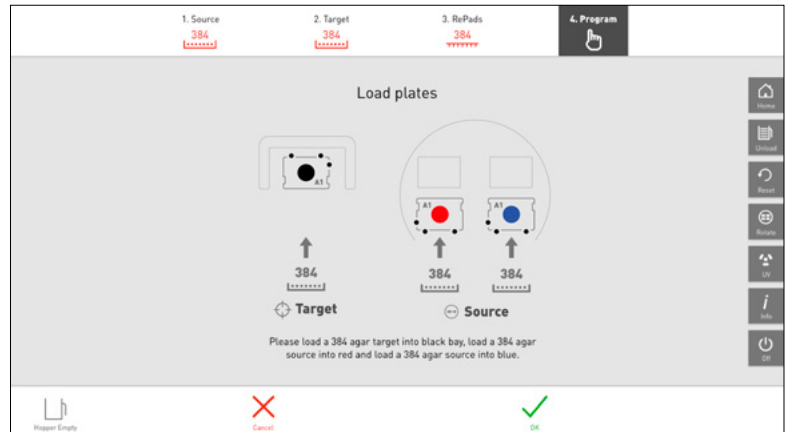 1. Source
2. Target
3. RePads
4. Program
384
384
384
Load plates
A1
A1
A1
384
384
384
Target
Source
Please load a 384 agar target into black bay, load a 384 agar
source into red and load a 384 agar source into blue.
Home
Unload
Reset
Rotate
UV
i
Info
Off
Hopper Empty
Cancel
OK